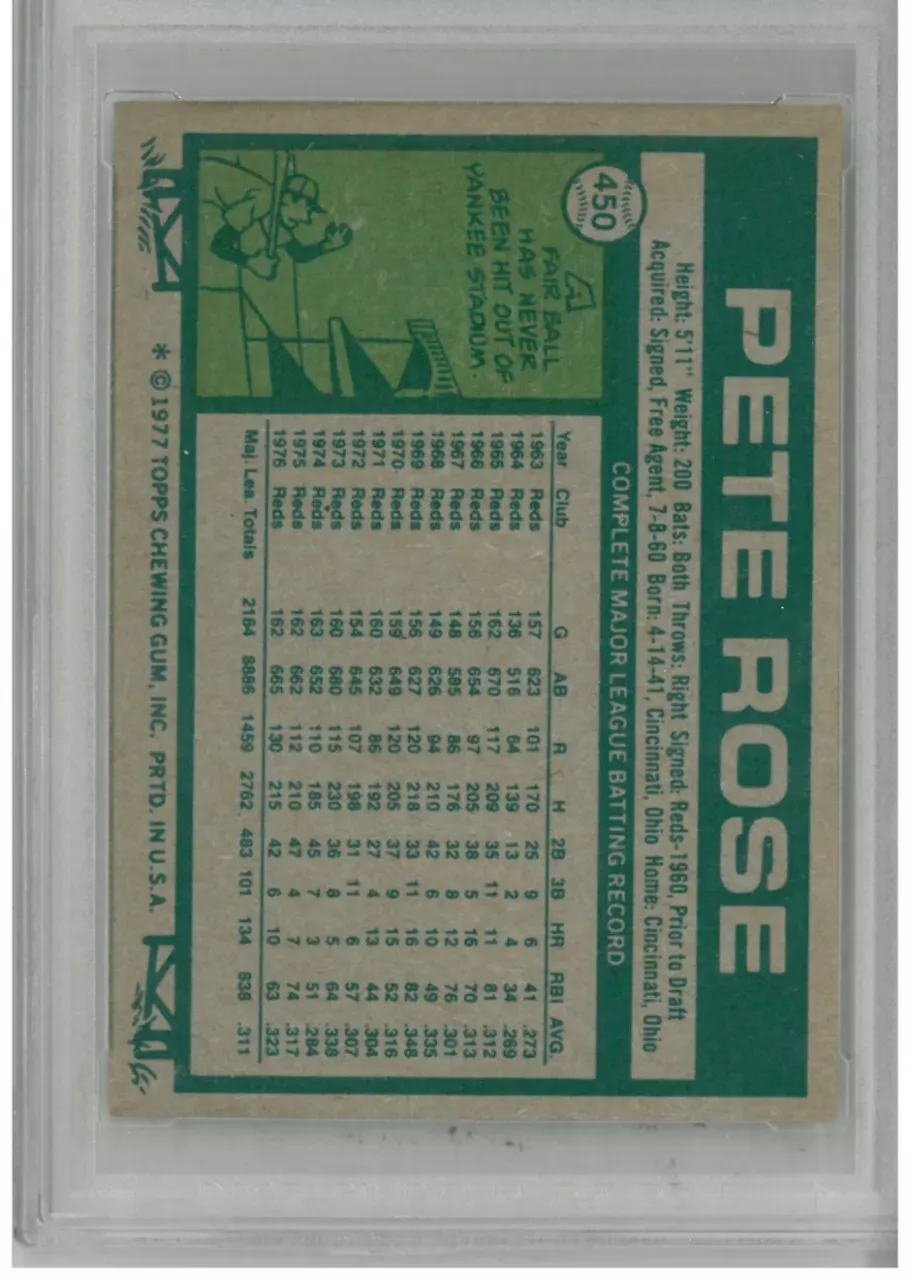 450
PETE ROSE
Height: 5'11" Weight: 200 Bats: Both Throws: Right Signed: Reds-1960, Prior to Draft
Acquired: Signed, Free Agent, 7-8-60 Born: 4-14-41, Cincinnati, Ohio Home: Cincinnati, Ohio
A
FAIR BALL
HAS NEVER
BEEN HIT OUT OF
YANKEE STADIUM.
COMPLETE MAJOR LEAGUE BATTING RECORD
Year Club G AB R H 2B 3B HR RBI AVG.
1963 Reds 157 623 101 170 25 9 6 41 .273
1964 Reds 136 516 64 139 13 2 4 34 .269
1965 Reds 162 670 117 209 35 11 11 81 .312
1966 Reds 156 654 97 205 38 5 16 70 .313
1967 Reds 148 585 86 176 32 8 12 76 .301
1968 Reds 149 626 94 210 42 6 10 49 .335
1969 Reds 156 627 120 218 33 11 16 82 .348
1970 Reds 159 649 120 205 37 9 15 52 .316
1971 Reds 160 632 86 192 27 4 13 44 .304
1972 Reds 154 645 107 198 31 11 6 57 .307
1973 Reds 160 680 115 230 36 8 5 64 .338
1974 Reds 163 652 110 185 45 7 3 51 .284
1975 Reds 162 662 112 210 47 4 7 74 .317
1976 Reds 162 665 130 215 42 6 10 63 .323
Maj. Lea. Totals 2184 8886 1459 2762 483 101 134 838 .311
* © 1977 TOPPS CHEWING GUM, INC. PRTD. IN U.S.A.